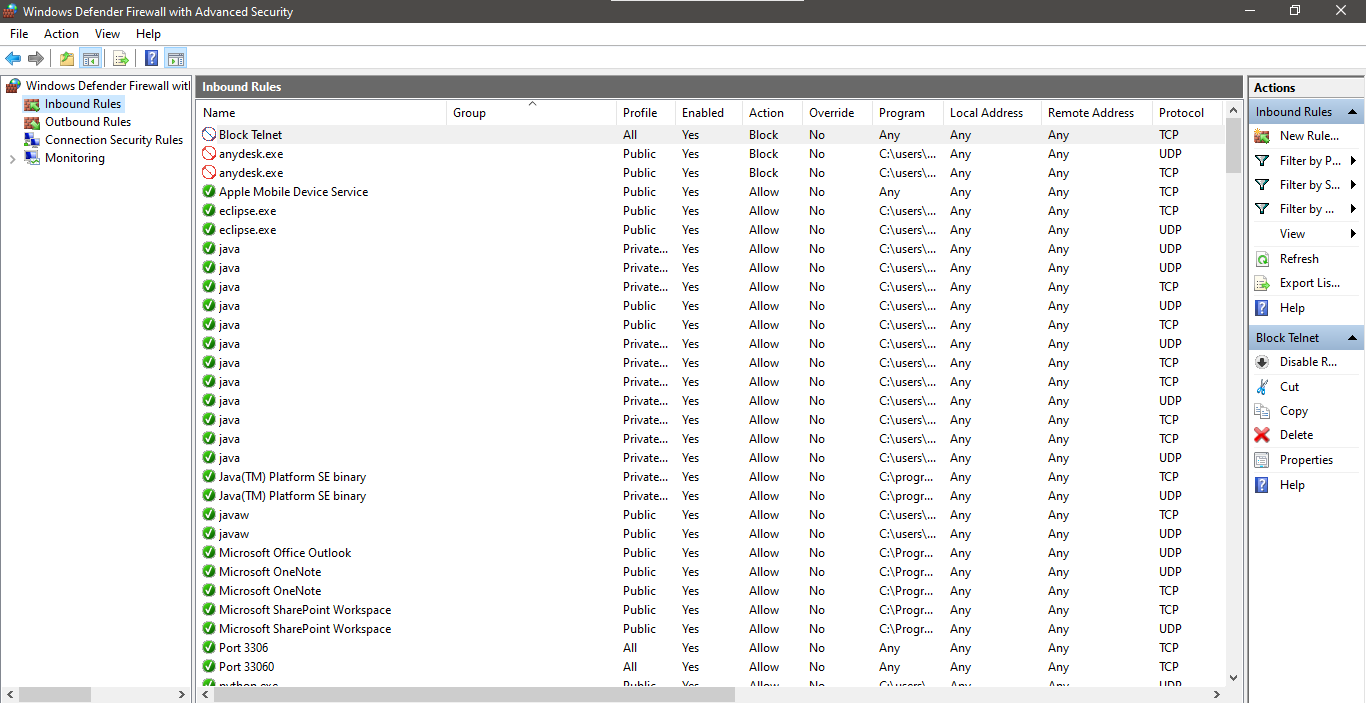 Windows Defender Firewall with Advanced Security
File Action View Help
Windows Defender Firewall with
Inbound Rules
Outbound Rules
Connection Security Rules
Monitoring
Inbound Rules
Name Group Profile Enabled Action Override Program Local Address Remote Address Protocol
Block Telnet All Yes Block No Any Any Any TCP
anydesk.exe Public Yes Block No C:\users\... Any Any UDP
anydesk.exe Public Yes Block No C:\users\... Any Any TCP
Apple Mobile Device Service Public Yes Allow No Any Any Any TCP
eclipse.exe Public Yes Allow No C:\users\... Any Any TCP
eclipse.exe Public Yes Allow No C:\users\... Any Any UDP
java Private... Yes Allow No C:\users\... Any Any UDP
java Private... Yes Allow No C:\users\... Any Any UDP
java Private... Yes Allow No C:\users\... Any Any TCP
java Public Yes Allow No C:\users\... Any Any UDP
java Public Yes Allow No C:\users\... Any Any TCP
java Private... Yes Allow No C:\users\... Any Any UDP
java Private... Yes Allow No C:\users\... Any Any TCP
java Private... Yes Allow No C:\users\... Any Any TCP
java Private... Yes Allow No C:\users\... Any Any UDP
java Private... Yes Allow No C:\users\... Any Any TCP
java Private... Yes Allow No C:\users\... Any Any TCP
java Private... Yes Allow No C:\users\... Any Any UDP
Java(TM) Platform SE binary Private... Yes Allow No C:\progr... Any Any TCP
Java(TM) Platform SE binary Private... Yes Allow No C:\progr... Any Any UDP
javaw Public Yes Allow No C:\users\... Any Any TCP
javaw Public Yes Allow No C:\users\... Any Any UDP
Microsoft Office Outlook Public Yes Allow No C:\Progr... Any Any UDP
Microsoft OneNote Public Yes Allow No C:\Progr... Any Any UDP
Microsoft OneNote Public Yes Allow No C:\Progr... Any Any TCP
Microsoft SharePoint Workspace Public Yes Allow No C:\Progr... Any Any TCP
Microsoft SharePoint Workspace Public Yes Allow No C:\Progr... Any Any UDP
Port 3306 All Yes Allow No Any Any Any TCP
Port 33060 All Yes Allow No Any Any Any TCP
python.exe Public Yes Allow No C:\users\... Any Any UDP
Actions
Inbound Rules
New Rule...
Filter by P...
Filter by S...
Filter by ...
View
Refresh
Export Lis...
Help
Block Telnet
Disable R...
Cut
Copy
Delete
Properties
Help